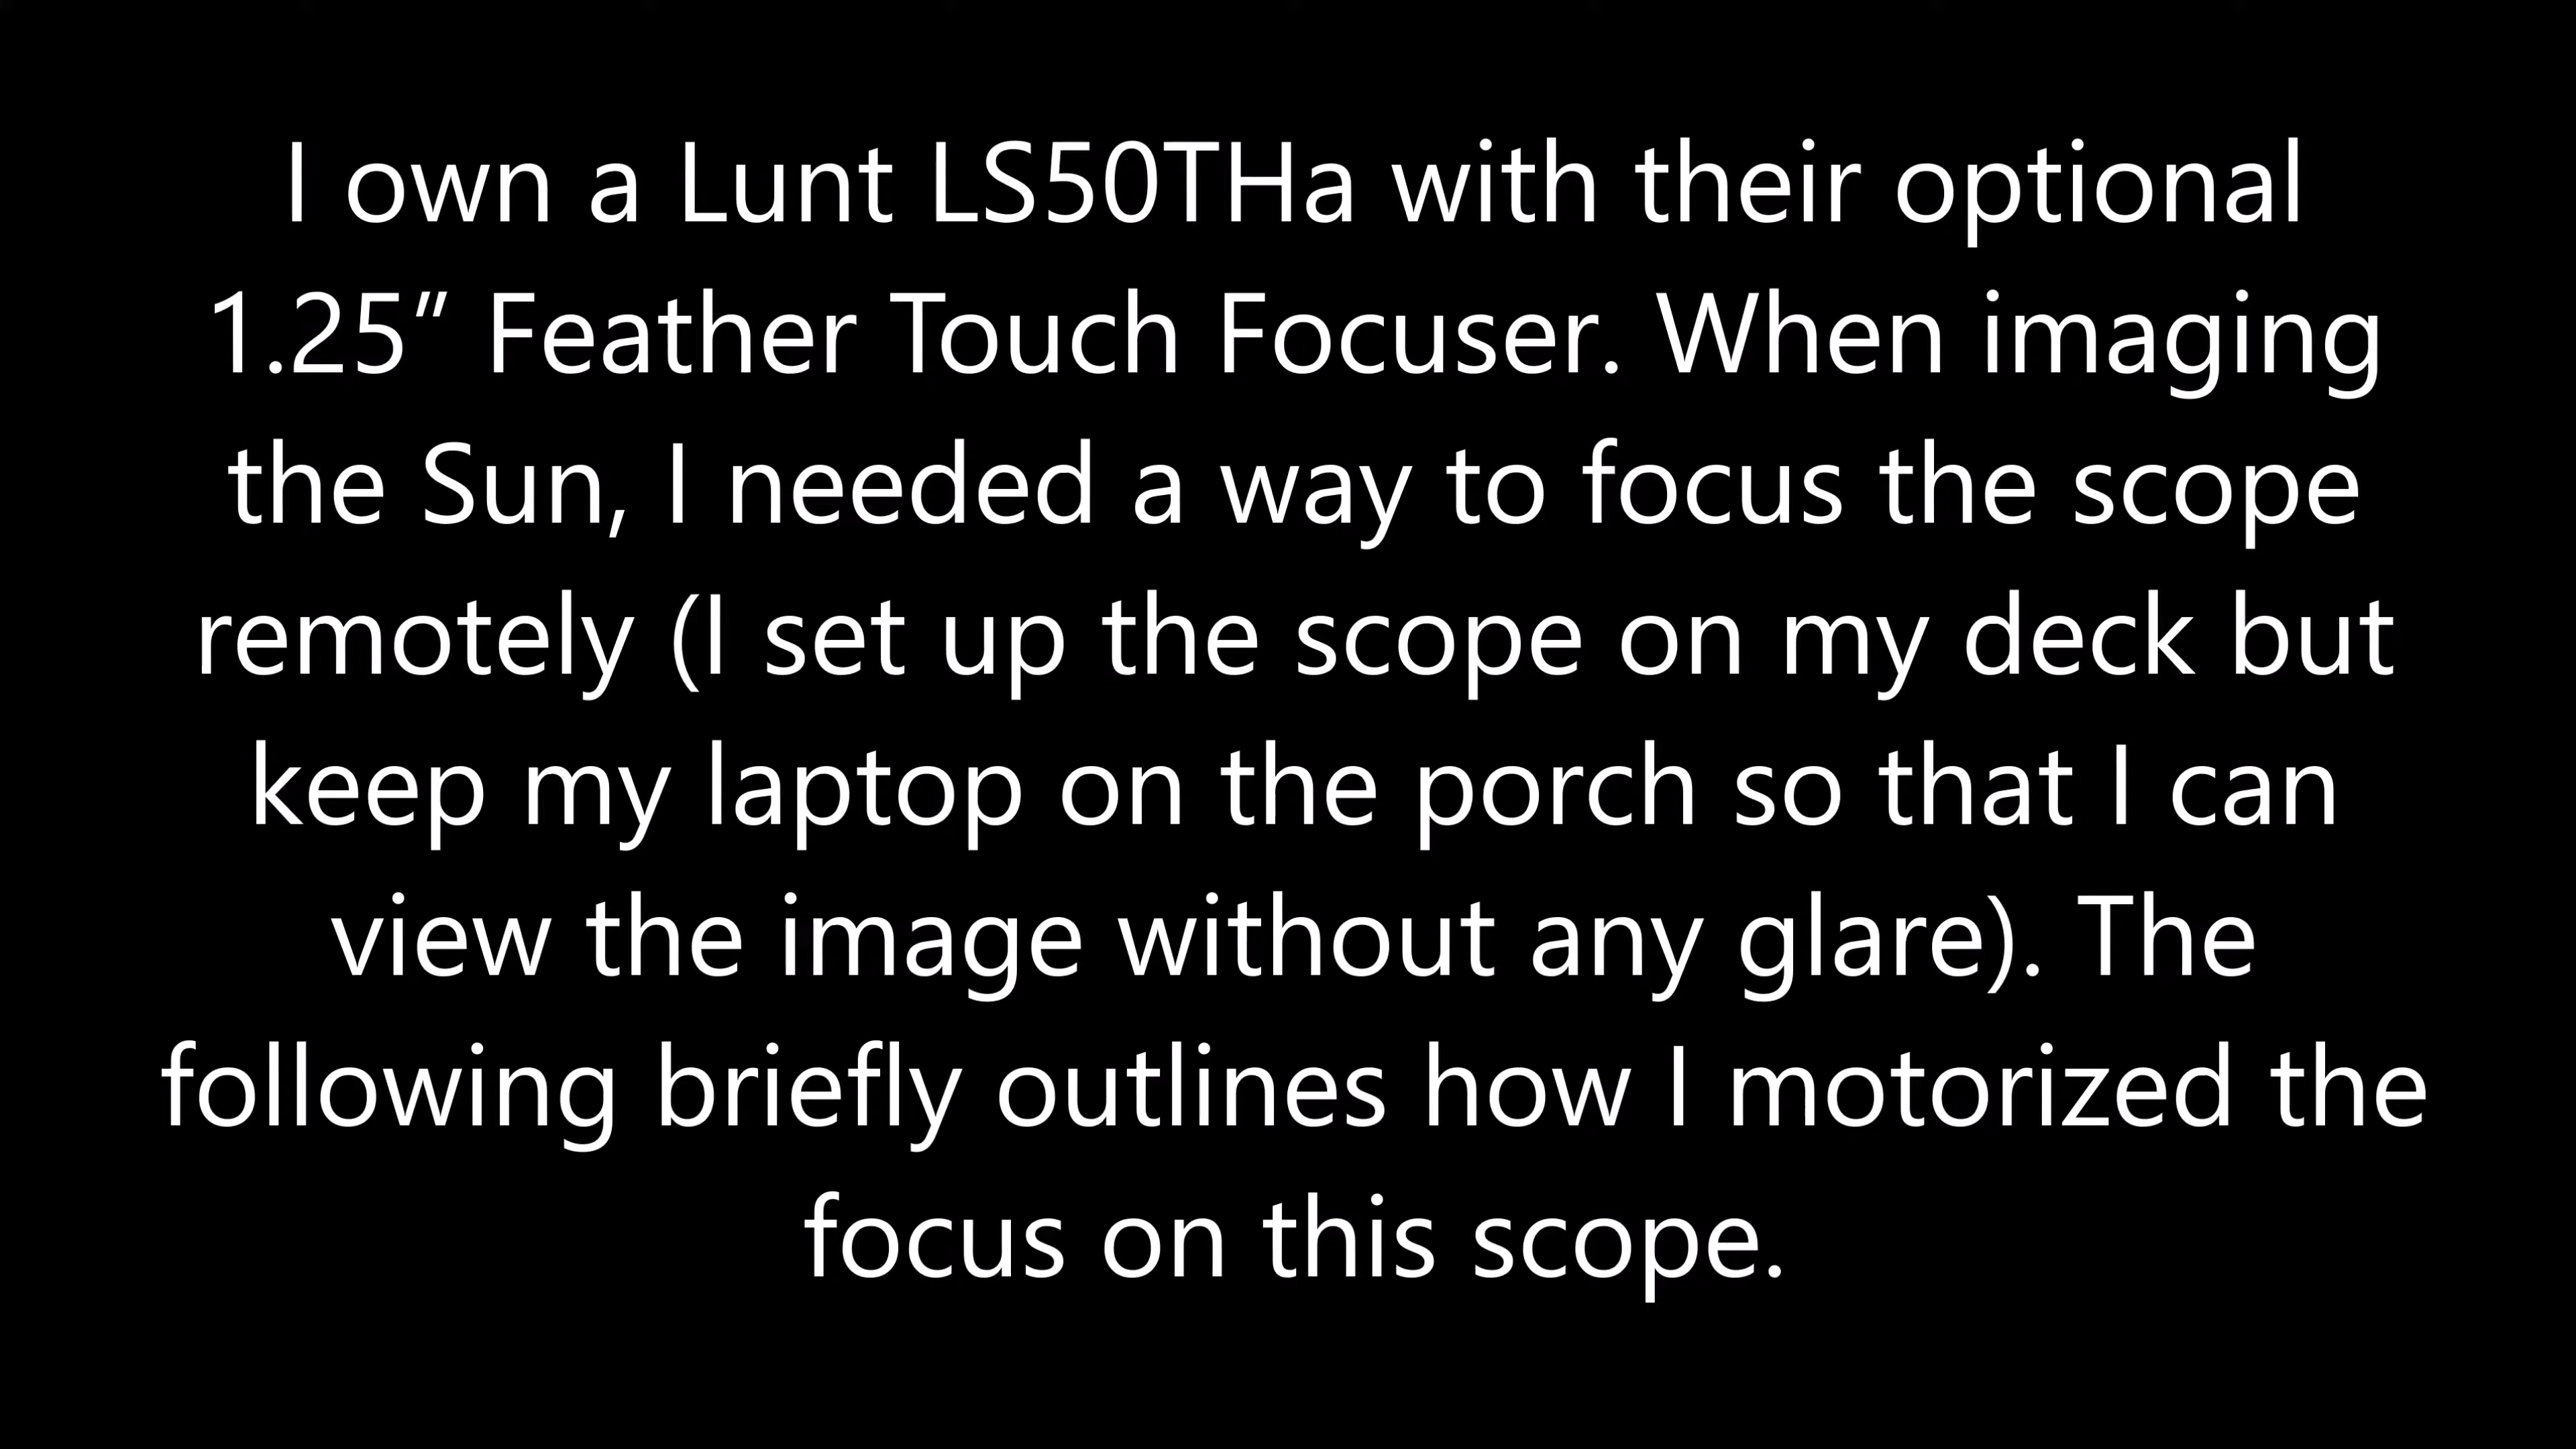 I own a Lunt LS50THa with their optional
1.25” Feather Touch Focuser. When imaging
the Sun, I needed a way to focus the scope
remotely (I set up the scope on my deck but
keep my laptop on the porch so that I can
view the image without any glare). The
following briefly outlines how I motorized the
focus on this scope.